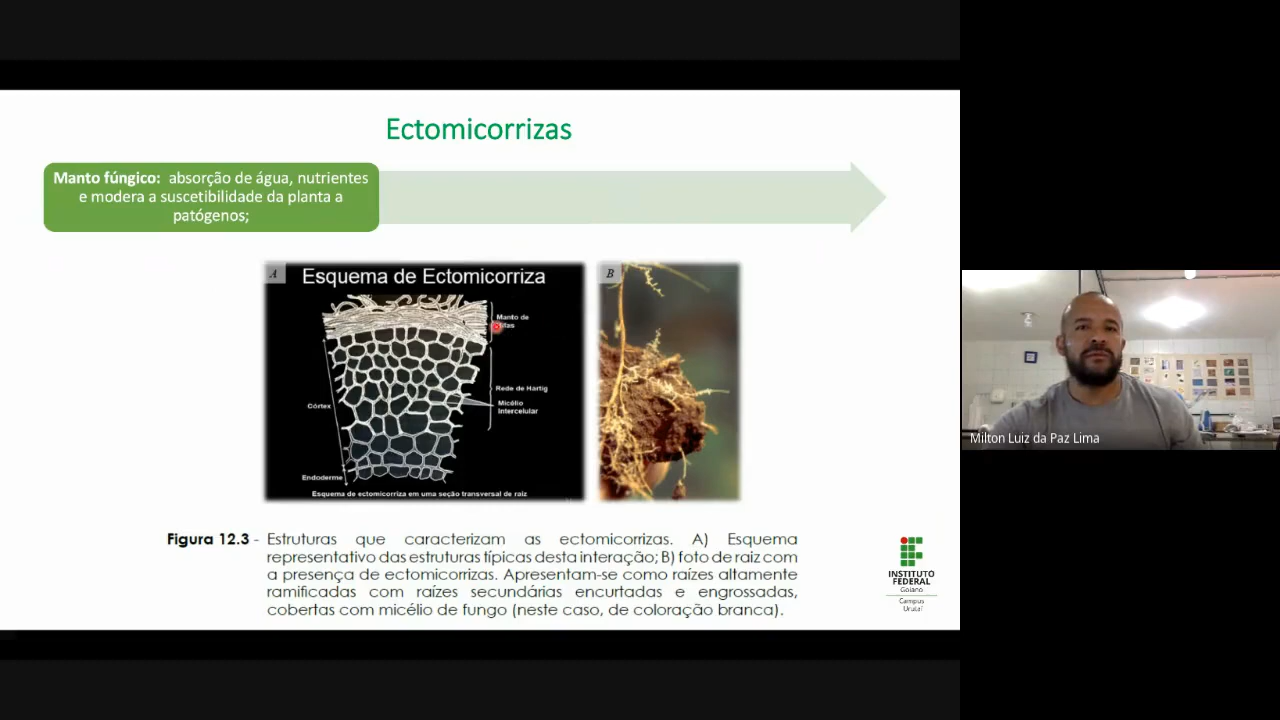 Ectomicorrizas
Manto fúngico: absorção de água, nutrientes
e modera a suscetibilidade da planta a
patógenos;
A
Esquema de Ectomicorriza
Manto de
Hifas
Rede de Hartig
Micélio
Intercelular
Córtex
Endoderme
Esquema de ectomicorriza em uma seção transversal de raiz
B
Figura 12.3 - Estruturas que caracterizam as ectomicorrizas. A) Esquema
representativo das estruturas típicas desta interação; B) foto de raiz com
a presença de ectomicorrizas. Apresentam-se como raízes altamente
ramificadas com raízes secundárias encurtadas e engrossadas,
cobertas com micélio de fungo (neste caso, de coloração branca).
INSTITUTO
FEDERAL
Goiano
Campus
Urutaí
Milton Luiz da Paz Lima